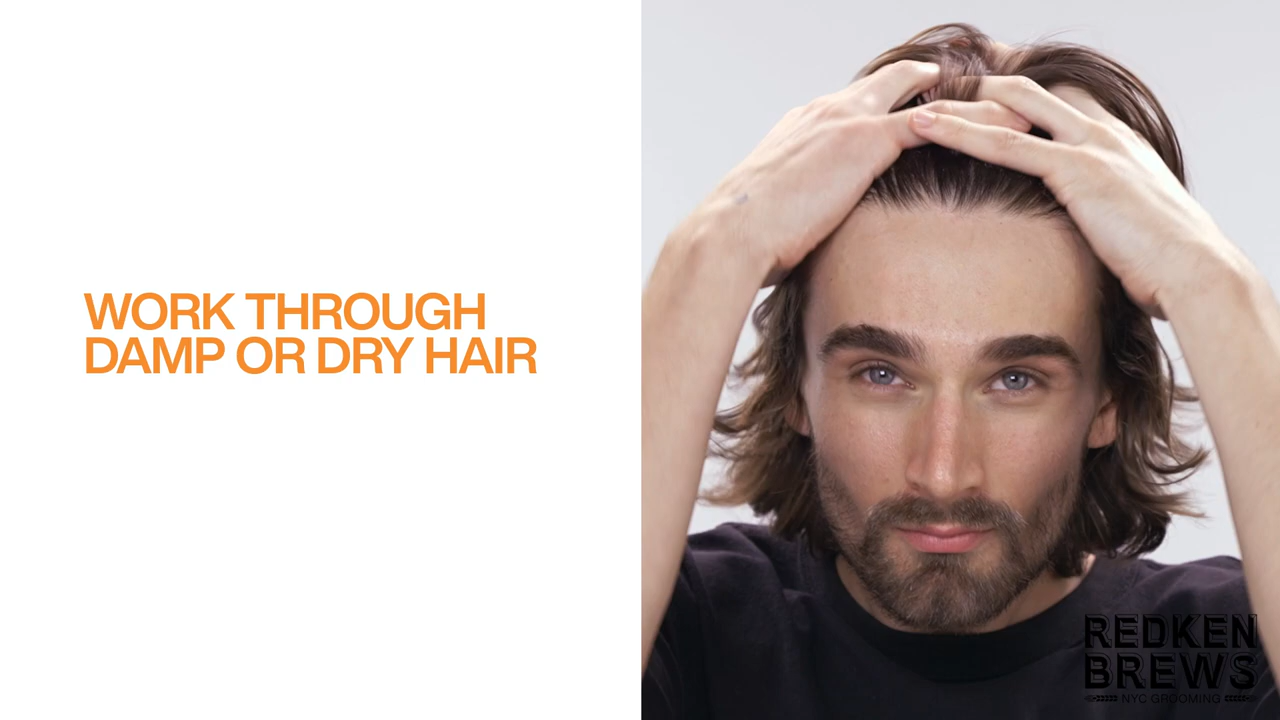 WORK THROUGH
DAMP OR DRY HAIR
REDKEN
BREWS
NYC GROOMING